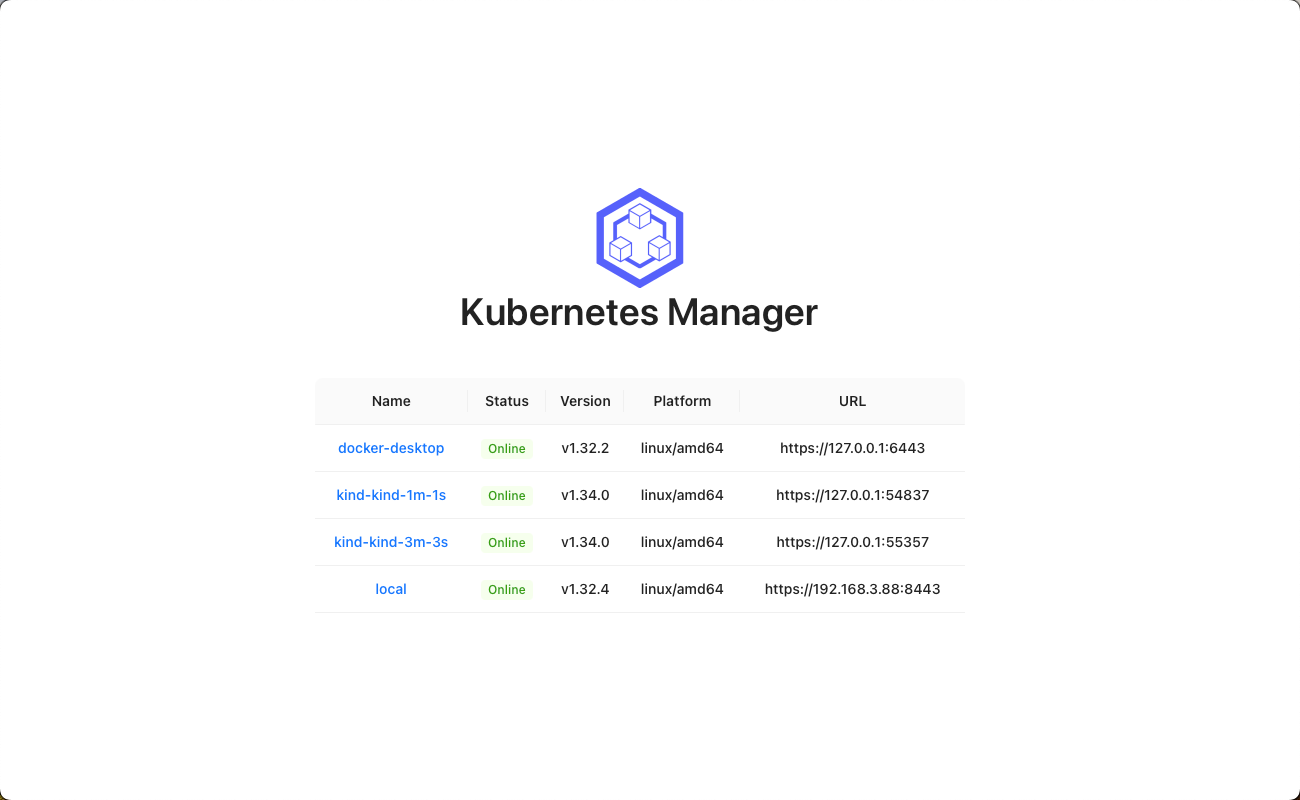 Kubernetes Manager
Name Status Version Platform URL
docker-desktop Online v1.32.2 linux/amd64 https://127.0.0.1:6443
kind-kind-1m-1s Online v1.34.0 linux/amd64 https://127.0.0.1:54837
kind-kind-3m-3s Online v1.34.0 linux/amd64 https://127.0.0.1:55357
local Online v1.32.4 linux/amd64 https://192.168.3.88:8443